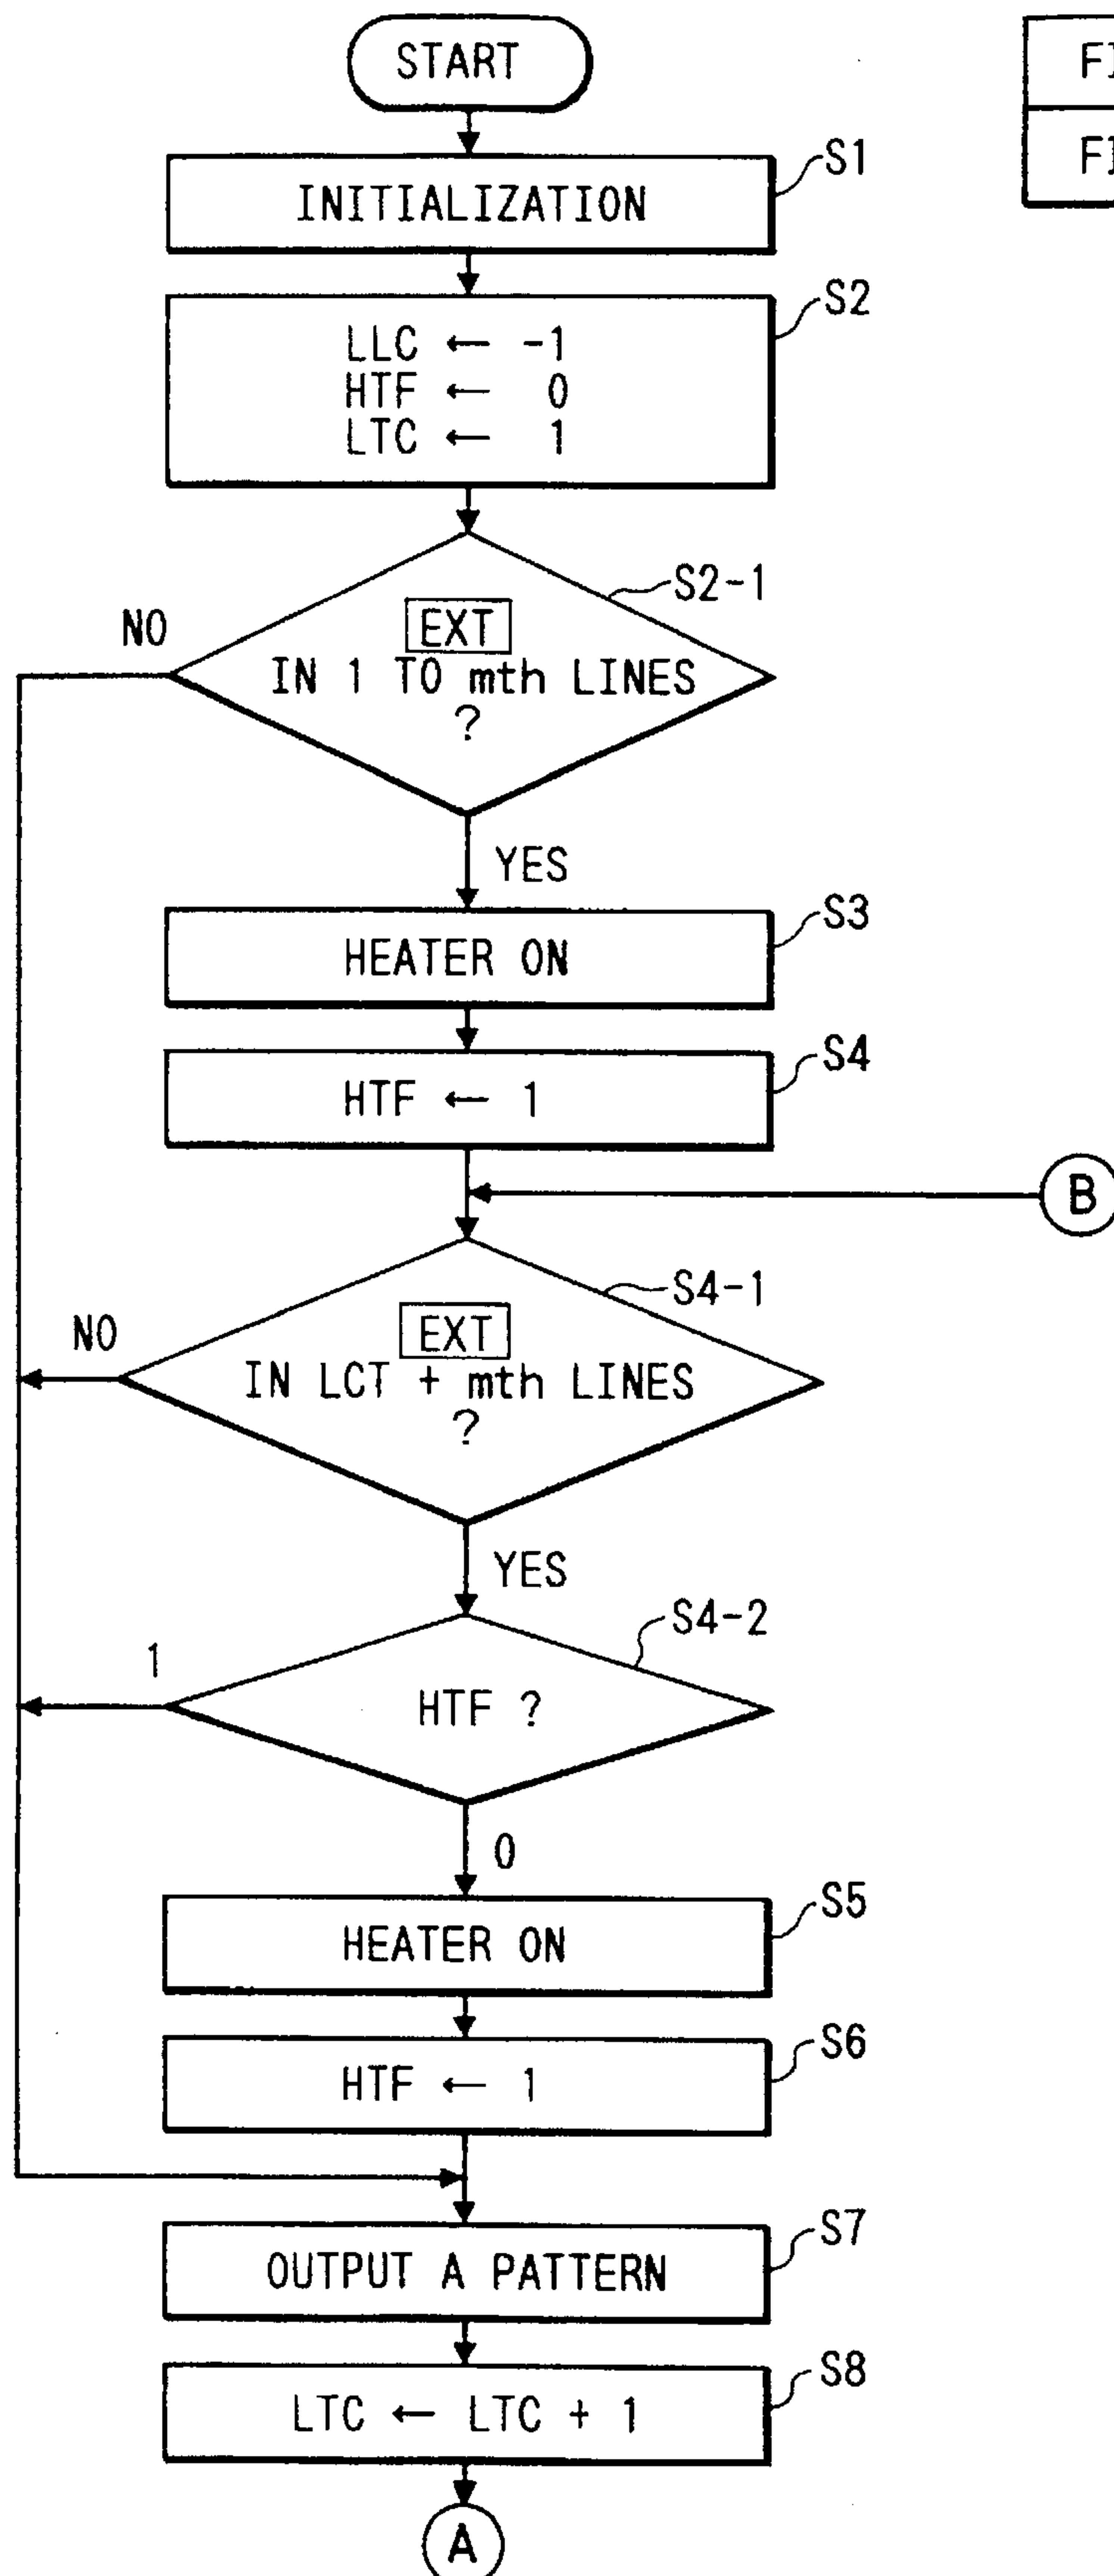 START
FI
FI
INITIALIZATION
S1
S2
LLC ← -1
HTF ← 0
LTC ← 1
S2-1
NO
EXT
IN 1 TO mth LINES
?
YES
S3
HEATER ON
S4
HTF ← 1
B
S4-1
NO
EXT
IN LCT + mth LINES
?
YES
S4-2
1
HTF ?
0
S5
HEATER ON
S6
HTF ← 1
S7
OUTPUT A PATTERN
S8
LTC ← LTC + 1
A